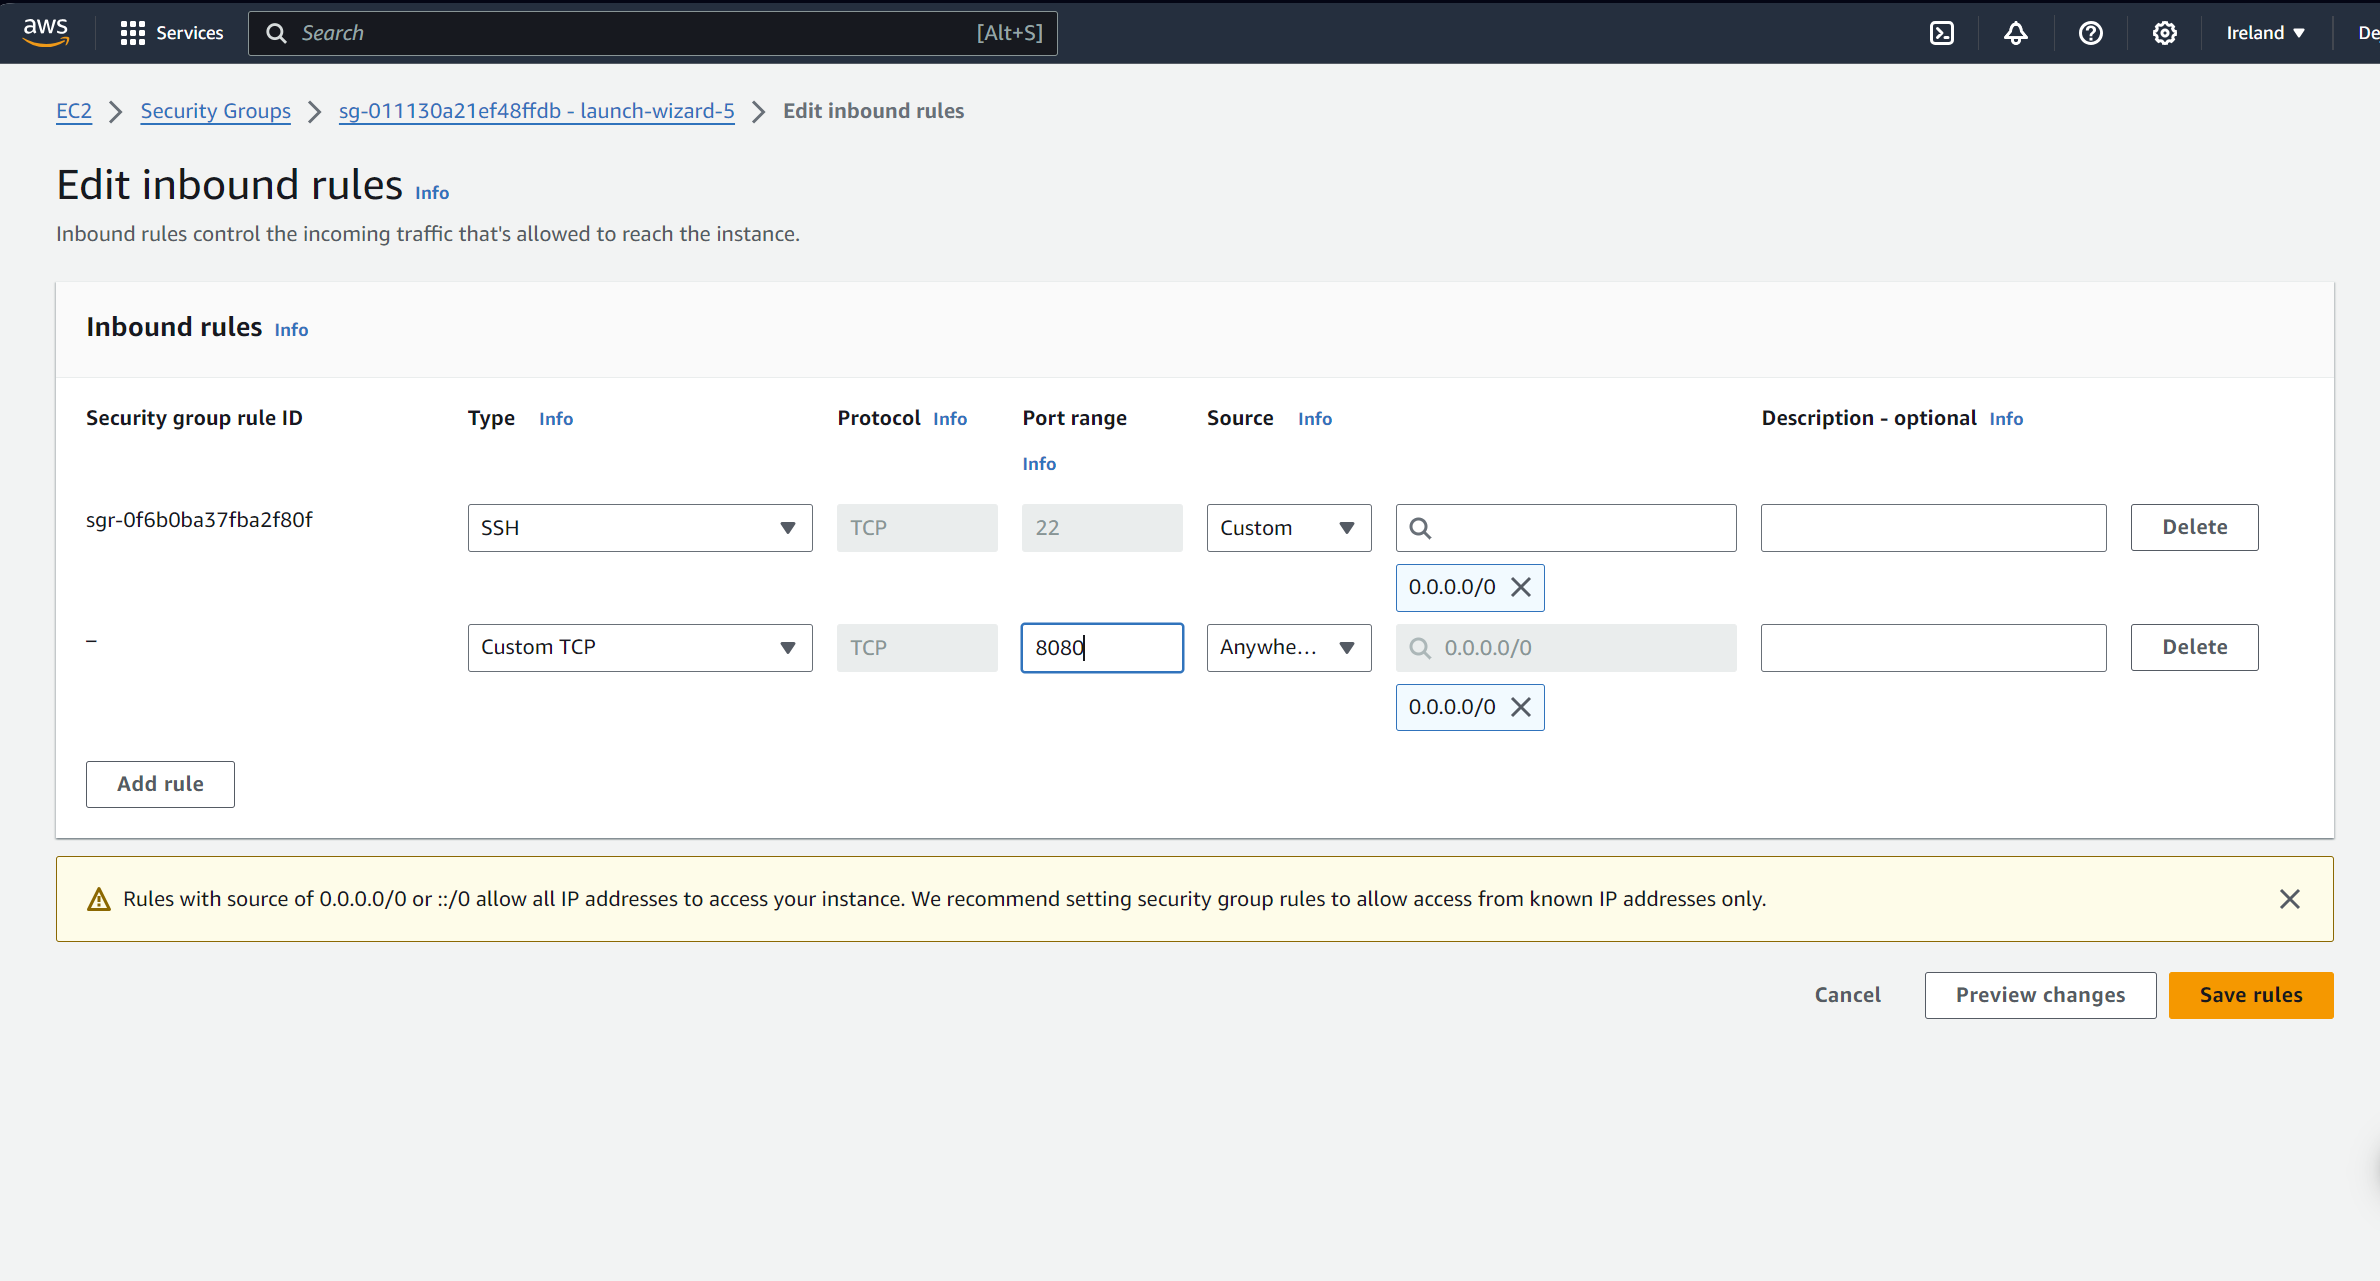 aws Services Search [Alt+S] Ireland De
EC2 Security Groups sg-011130a21ef48ffdb - launch-wizard-5 Edit inbound rules
Edit inbound rules Info
Inbound rules control the incoming traffic that's allowed to reach the instance.
Inbound rules Info
Security group rule ID Type Info Protocol Info Port range Source Info Description - optional Info
Info
sgr-0f6b0ba37fba2f80f SSH TCP 22 Custom Delete
0.0.0.0/0
– Custom TCP TCP 8080 Anywhe... 0.0.0.0/0 Delete
0.0.0.0/0
Add rule
Rules with source of 0.0.0.0/0 or ::/0 allow all IP addresses to access your instance. We recommend setting security group rules to allow access from known IP addresses only.
Cancel Preview changes Save rules